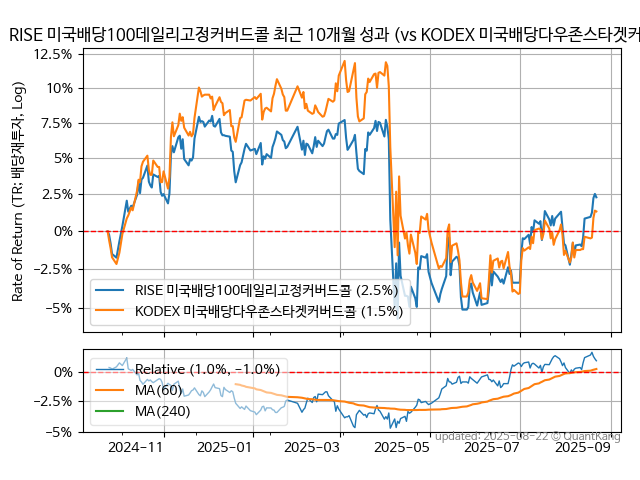 RISE 미국배당100데일리고정커버드콜 최근 10개월 성과 (vs KODEX 미국배당다우존스타겟커
12.5%
10%
7.5%
5%
2.5%
0%
−2.5%
−5%
Rate of Return (TR: 배당재투자, Log)
RISE 미국배당100데일리고정커버드콜 (2.5%)
KODEX 미국배당다우존스타겟커버드콜 (1.5%)
0%
−2.5%
−5%
Relative (1.0%, −1.0%)
MA(60)
MA(240)
2024−11
2025−01
2025−03
2025−05
2025−07
2025−09
updated: 2025−08−22 © QuantKang